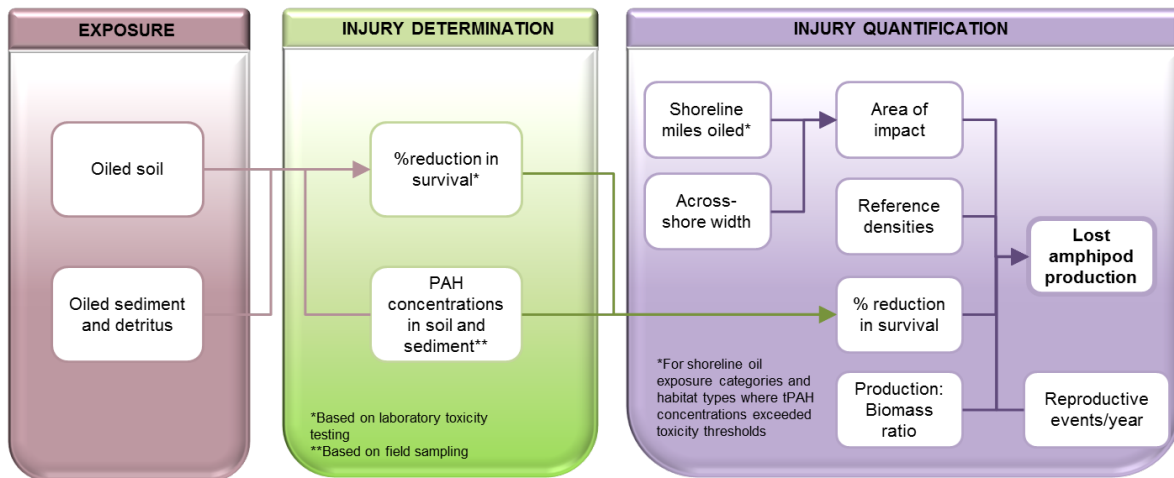 EXPOSURE
Oiled soil
Oiled sediment
and detritus
INJURY DETERMINATION
%reduction in
survival*
PAH
concentrations
in soil and
sediment**
*Based on laboratory toxicity
testing
**Based on field sampling
INJURY QUANTIFICATION
Shoreline
miles oiled*
Across-
shore width
Area of
impact
Reference
densities
% reduction
in survival
Production:
Biomass
ratio
Lost
amphipod
production
Reproductive
events/year
*For shoreline oil
exposure categories and
habitat types where tPAH
concentrations exceeded
toxicity thresholds